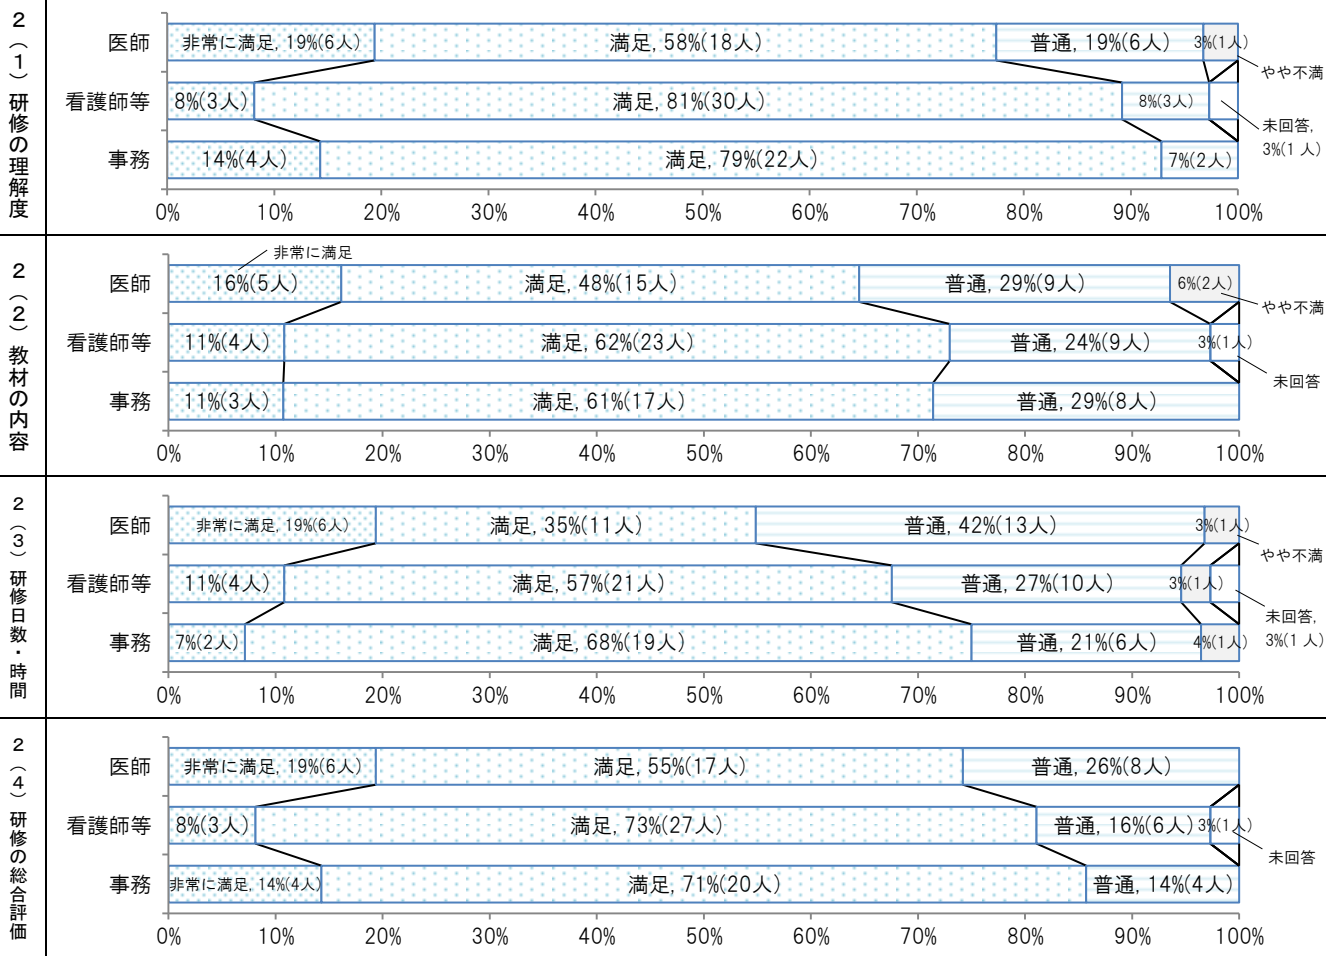 2(1)研修の理解度
医師
非常に満足, 19%(6人)
満足, 58%(18人)
普通, 19%(6人)
3%(1人)
やや不満
看護師等
8%(3人)
満足, 81%(30人)
8%(3人)
未回答,
3%(1 人)
事務
14%(4人)
満足, 79%(22人)
7%(2人)
0% 10% 20% 30% 40% 50% 60% 70% 80% 90% 100%
2(2)教材の内容
非常に満足
医師
16%(5人)
満足, 48%(15人)
普通, 29%(9人)
6%(2人)
やや不満
看護師等
11%(4人)
満足, 62%(23人)
普通, 24%(9人)
3%(1人)
未回答
事務
11%(3人)
満足, 61%(17人)
普通, 29%(8人)
0% 10% 20% 30% 40% 50% 60% 70% 80% 90% 100%
2(3)研修日数・時間
医師
非常に満足, 19%(6人)
満足, 35%(11人)
普通, 42%(13人)
3%(1人)
やや不満
看護師等
11%(4人)
満足, 57%(21人)
普通, 27%(10人)
3%(1人)
未回答,
3%(1 人)
事務
7%(2人)
満足, 68%(19人)
普通, 21%(6人)
4%(1人)
0% 10% 20% 30% 40% 50% 60% 70% 80% 90% 100%
2(4)研修の総合評価
医師
非常に満足, 19%(6人)
満足, 55%(17人)
普通, 26%(8人)
看護師等
8%(3人)
満足, 73%(27人)
普通, 16%(6人)
3%(1人)
未回答
事務
非常に満足, 14%(4人)
満足, 71%(20人)
普通, 14%(4人)
0% 10% 20% 30% 40% 50% 60% 70% 80% 90% 100%